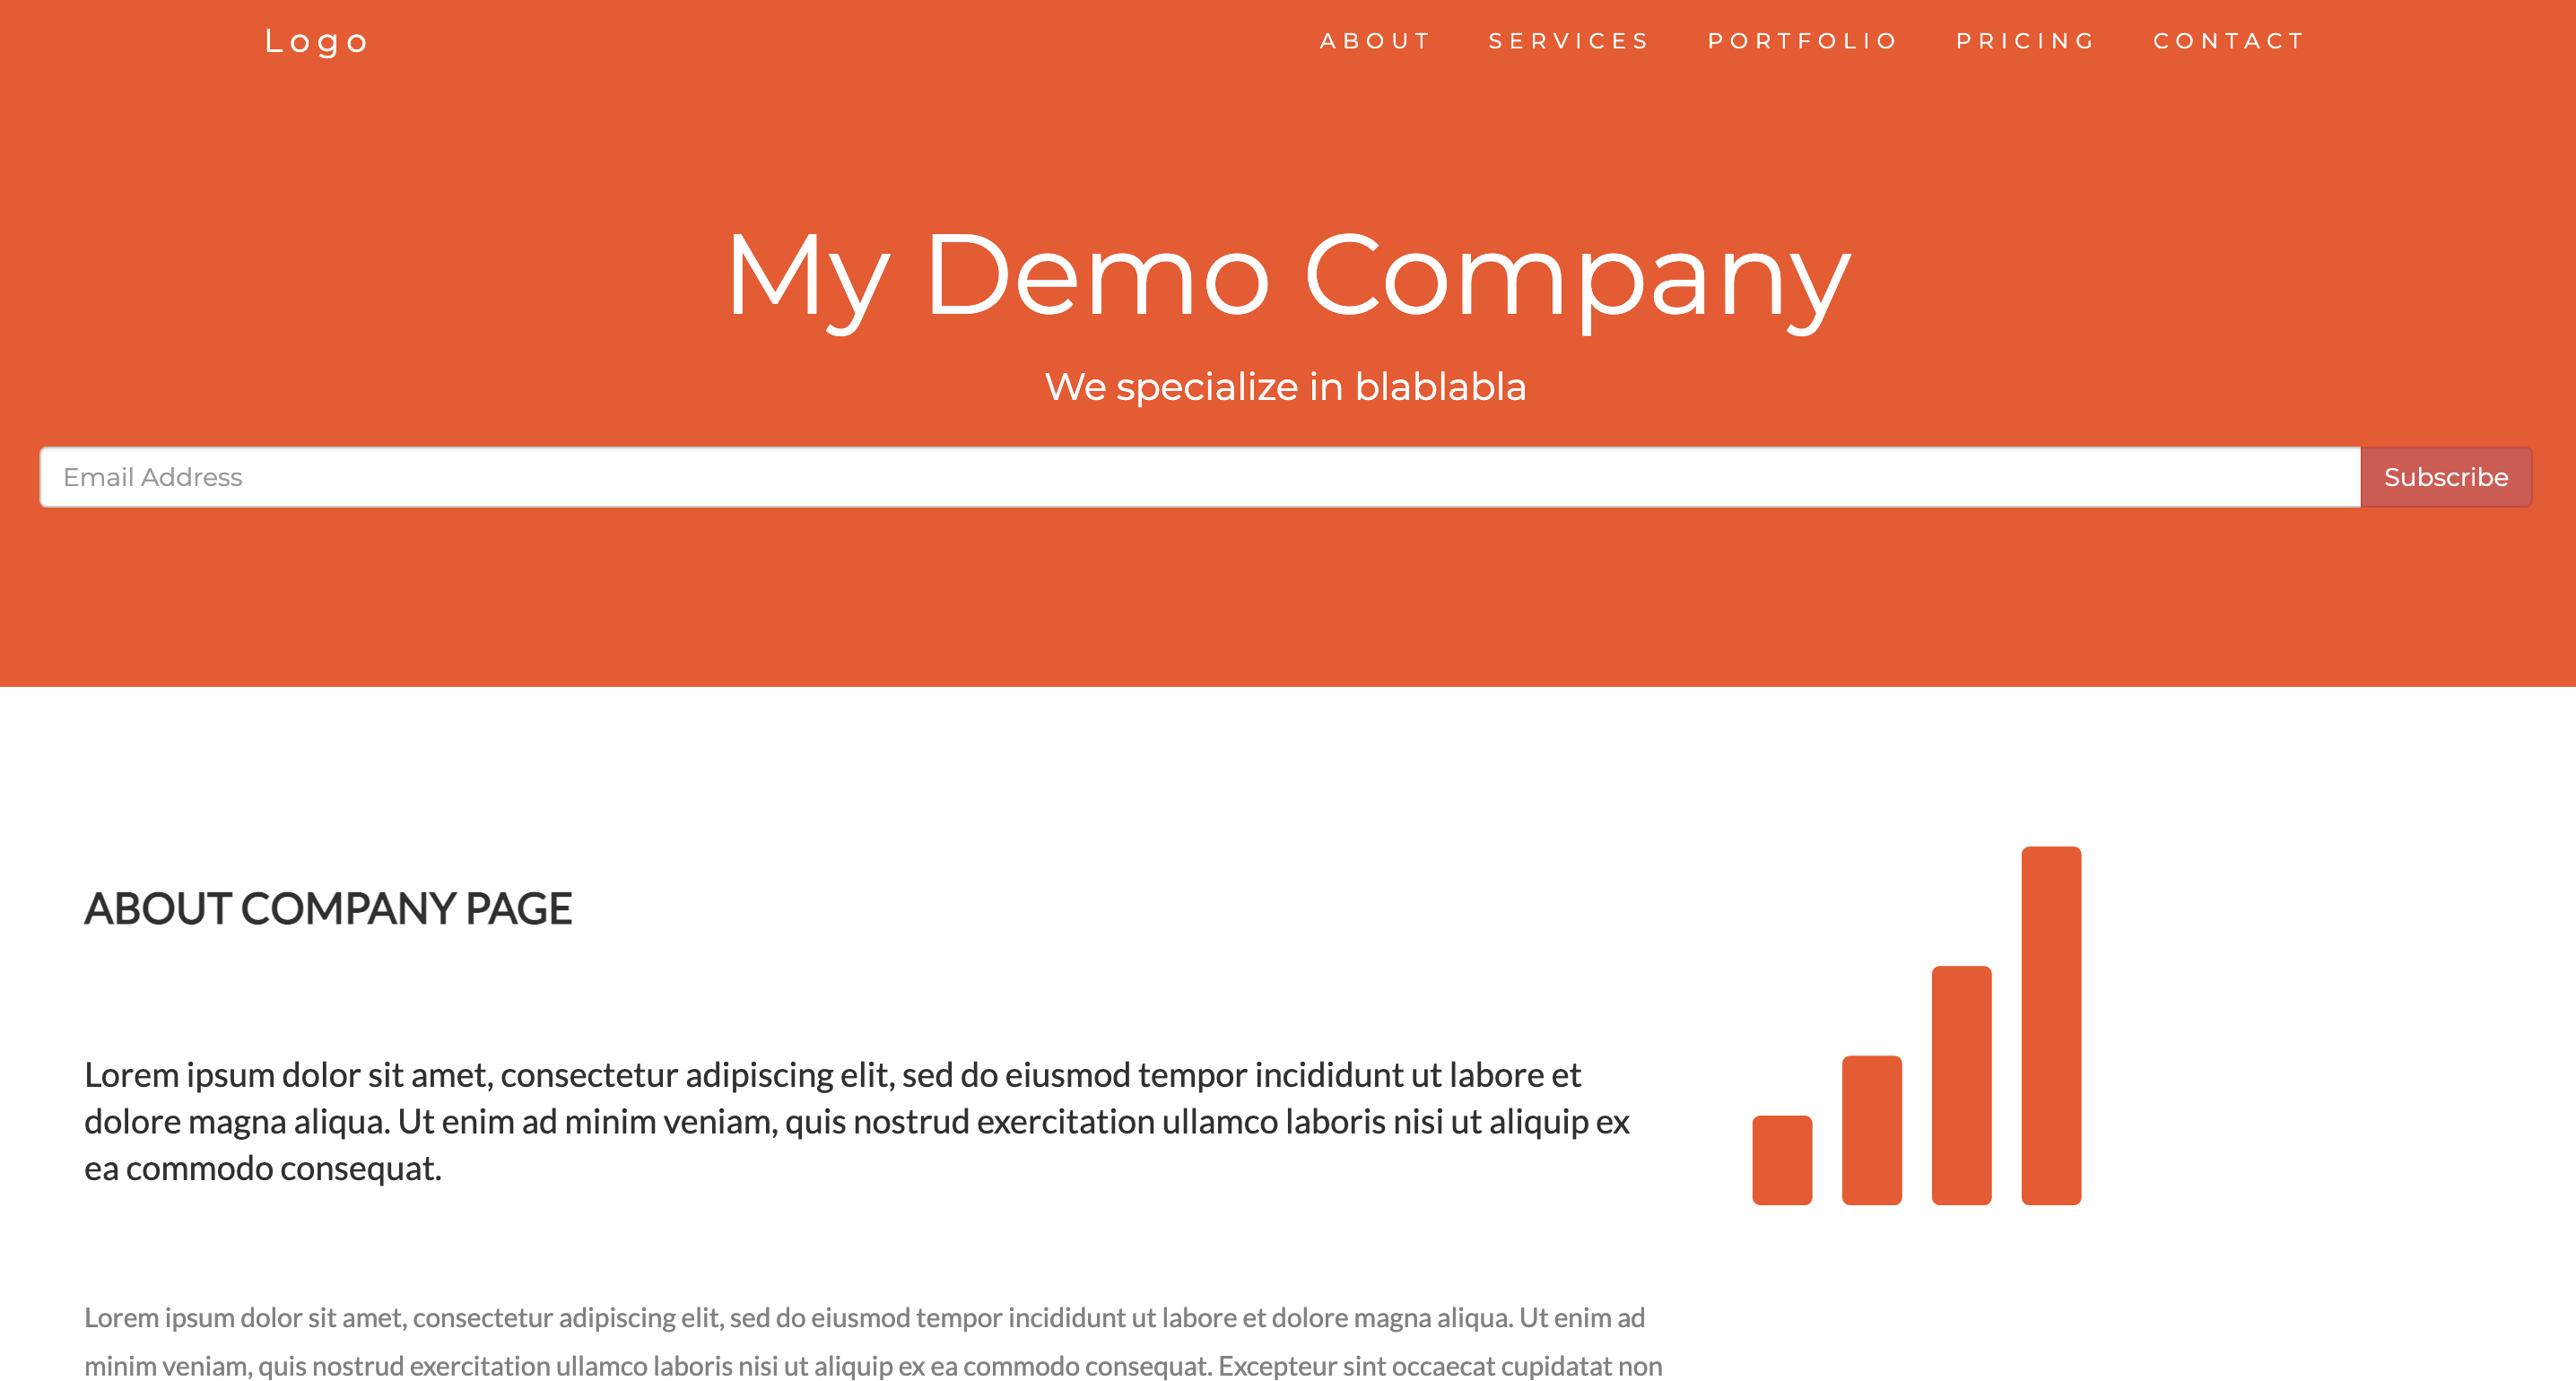 Logo
ABOUT SERVICES PORTFOLIO PRICING CONTACT
My Demo Company
We specialize in blablabla
Email Address
Subscribe
ABOUT COMPANY PAGE
Lorem ipsum dolor sit amet, consectetur adipiscing elit, sed do eiusmod tempor incididunt ut labore et
dolore magna aliqua. Ut enim ad minim veniam, quis nostrud exercitation ullamco laboris nisi ut aliquip ex
ea commodo consequat.
Lorem ipsum dolor sit amet, consectetur adipiscing elit, sed do eiusmod tempor incididunt ut labore et dolore magna aliqua. Ut enim ad
minim veniam, quis nostrud exercitation ullamco laboris nisi ut aliquip ex ea commodo consequat. Excepteur sint occaecat cupidatat non